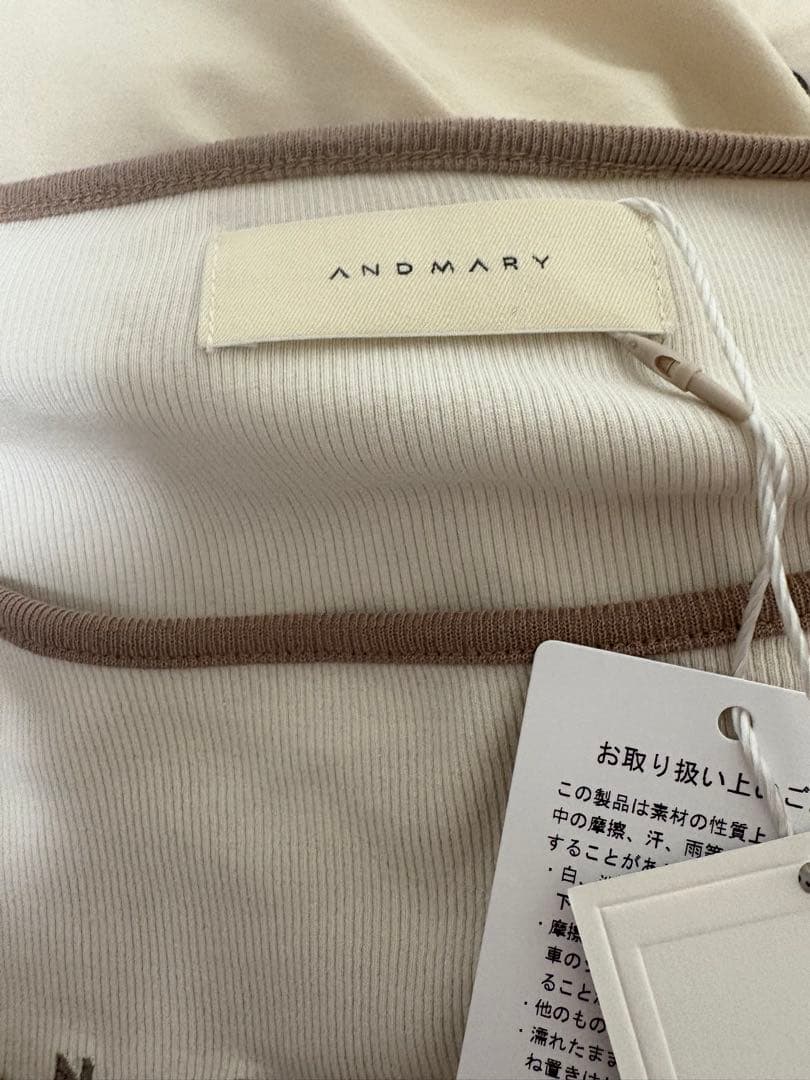 ANDMARY
お取り扱い上のご
この製品は素材の性質上
中の摩擦、汗、雨等
することがあ
・白、淡
下
・摩擦
車の
ることが
・他のもの
・濡れたまま
ね置きは
N